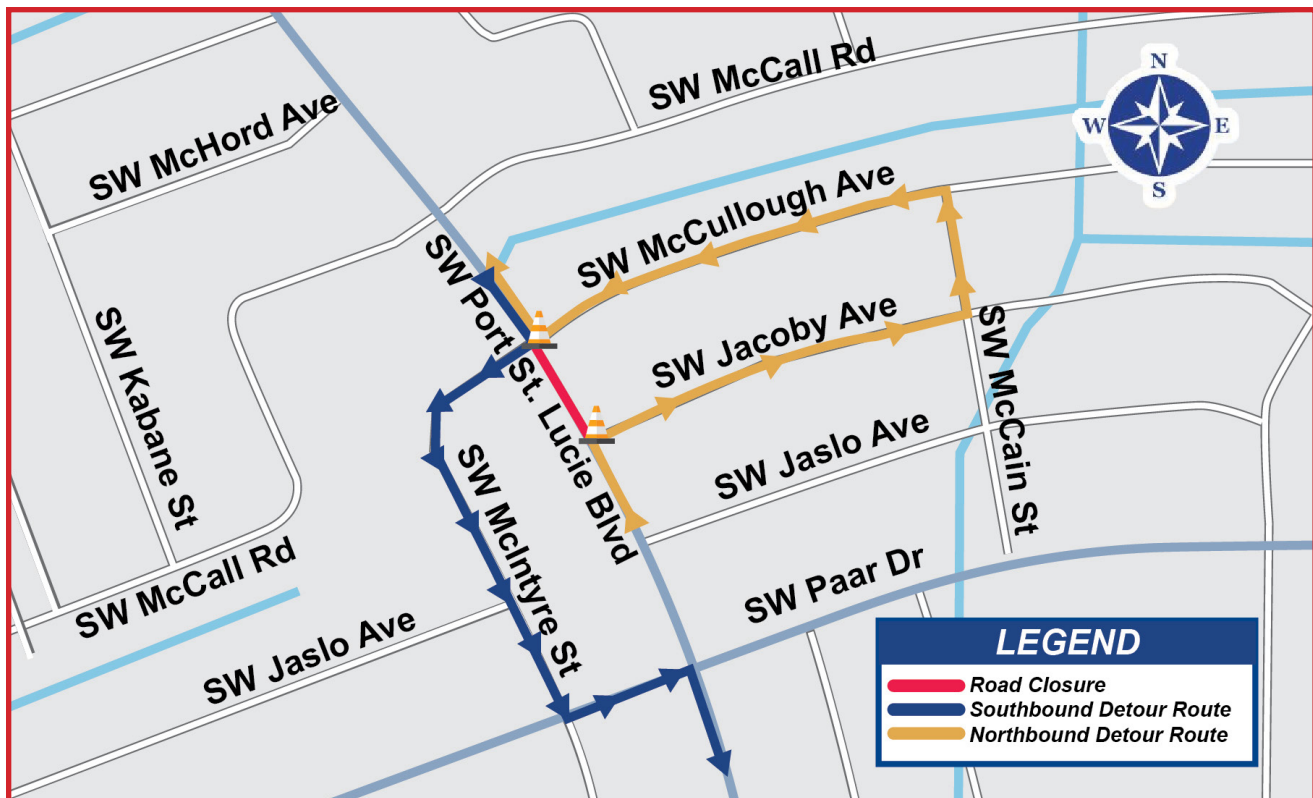 SW McCall Rd
N
W
E
S
SW McHord Ave
SW McCullough Ave
SW Port St. Lucie Blvd
SW Jacoby Ave
SW McCain St
SW Kabane St
SW Jaslo Ave
SW McIntyre St
SW McCall Rd
SW Paar Dr
SW Jaslo Ave
LEGEND
Road Closure
Southbound Detour Route
Northbound Detour Route